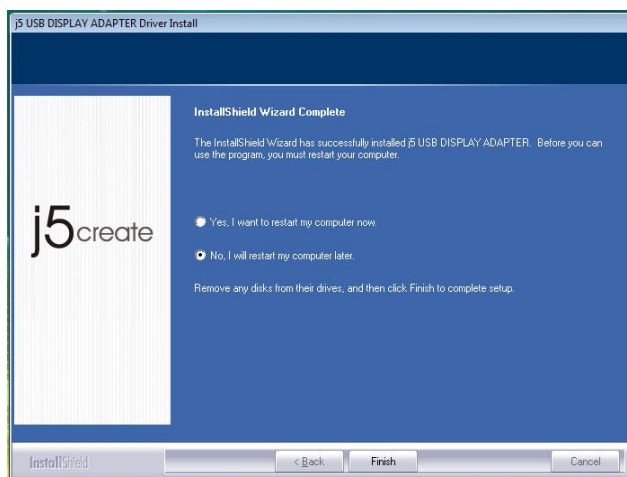 j5 USB DISPLAY ADAPTER Driver Install
InstallShield Wizard Complete
The InstallShield Wizard has successfully installed j5 USB DISPLAY ADAPTER. Before you can
use the program, you must restart your computer.
j5create
Yes, I want to restart my computer now.
No, I will restart my computer later.
Remove any disks from their drives, and then click Finish to complete setup.
InstallShield
< Back
Finish
Cancel